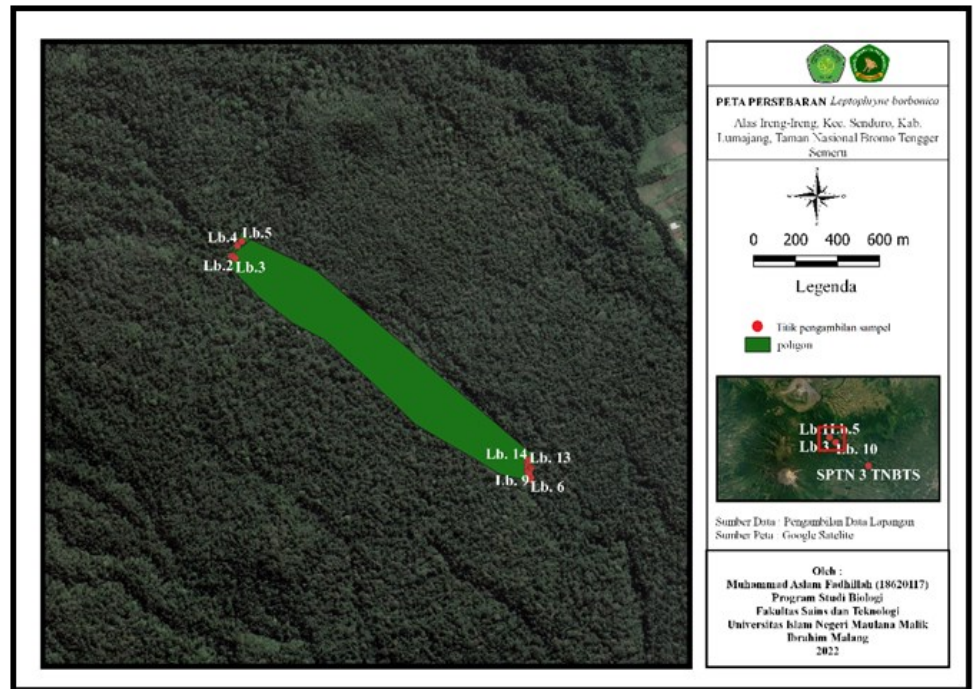 Lb.4 Lb.5
Lb.2 Lb.3
Lb. 14 Lb. 13
Lb. 9 Lb. 6
PETA PERSEBARAN Leptophryne borbonica
Alas Ireng-Ireng, Kec. Senduro, Kab.
Lumajang, Taman Nasional Bromo Tengger
Semeru
0 200 400 600 m
Legenda
Titik pengambilan sampel
poligon
Lb.5
Lb.3 Lb. 10
SPTN 3 TNBTS
Sumber Data : Pengambilan Data Lapangan
Sumber Peta : Google Satelite
Oleh :
Muhammad Aslam Fadhillah (18620117)
Program Studi Biologi
Fakultas Sains dan Teknologi
Universitas Islam Negeri Maulana Malik
Ibrahim Malang
2022